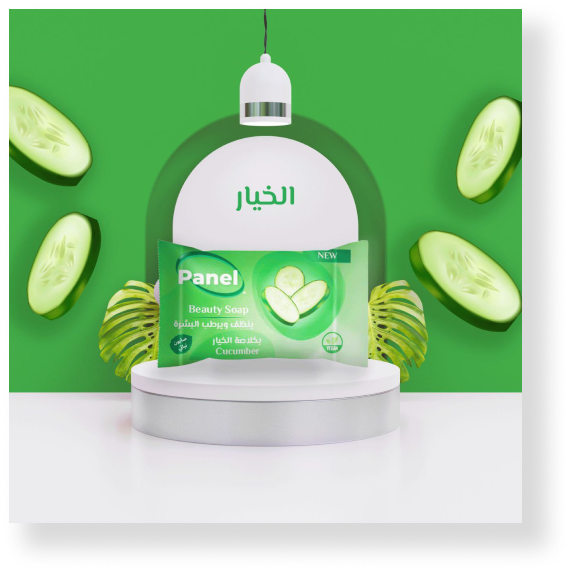 الخيار
NEW
Panel
Beauty Soap
ينظف ويرطب البشرة
بخلاصة الخيار
Cucumber